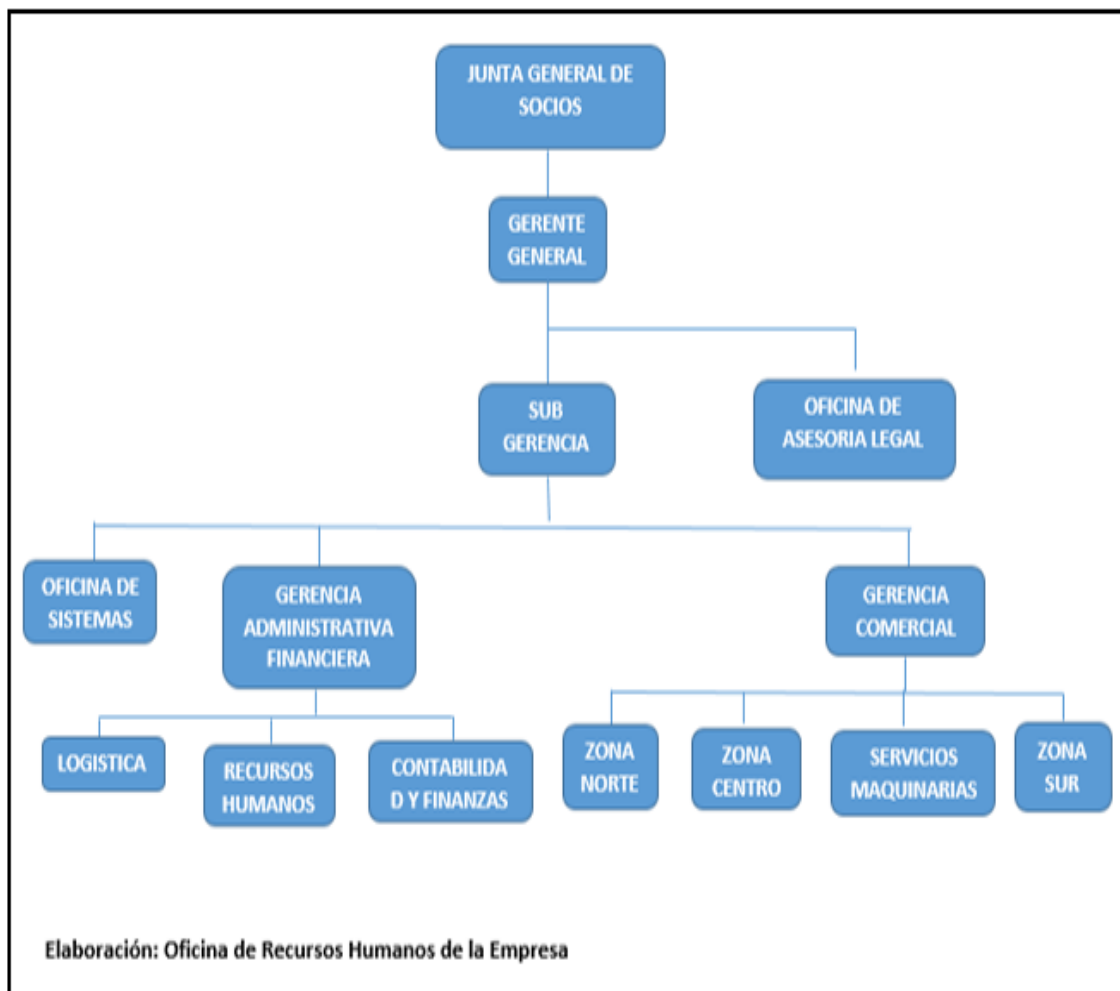 JUNTA GENERAL DE
SOCIOS
GERENTE
GENERAL
SUB
GERENCIA
OFICINA DE
ASESORIA LEGAL
OFICINA DE
SISTEMAS
GERENCIA
ADMINISTRATIVA
FINANCIERA
GERENCIA
COMERCIAL
LOGISTICA
RECURSOS
HUMANOS
CONTABILIDA
D Y FINANZAS
ZONA
NORTE
ZONA
CENTRO
SERVICIOS
MAQUINARIAS
ZONA
SUR
Elaboración: Oficina de Recursos Humanos de la Empresa